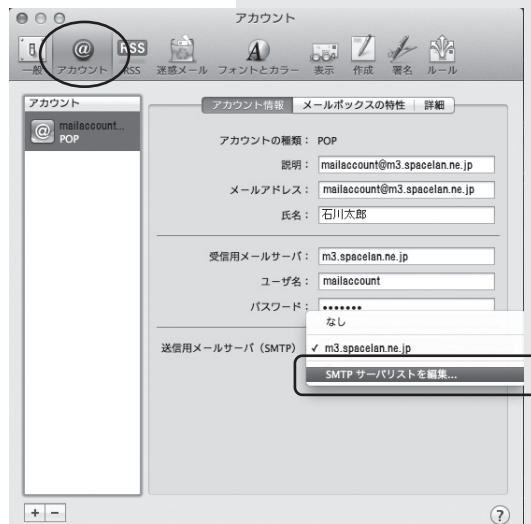 アカウント
一般 アカウント RSS 迷惑メール フォントとカラー 表示 作成 署名 ルール
アカウント
mailaccount...
POP
アカウント情報 メールボックスの特性 詳細
アカウントの種類: POP
説明: mailaccount@m3.spacelan.ne.jp
メールアドレス: mailaccount@m3.spacelan.ne.jp
氏名: 石川太郎
受信用メールサーバ: m3.spacelan.ne.jp
ユーザ名: mailaccount
パスワード: •••••••
なし
送信用メールサーバ (SMTP) ✓ m3.spacelan.ne.jp
SMTP サーバリストを編集...
+ −
?